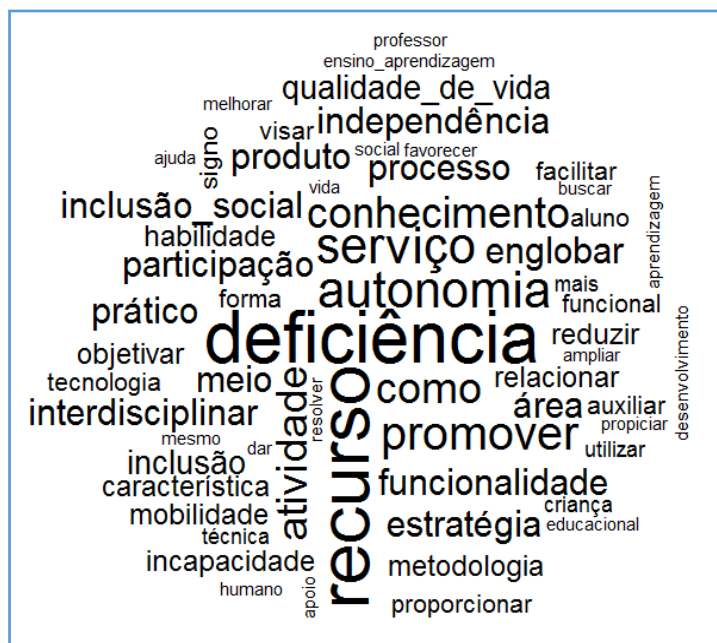 professor
ensino_aprendizagem
qualidade_de_vida
melhorar
visar
independência
signo
ajuda
produto
social
favorecer
processo
facilitar
vida
buscar
inclusão_social
conhecimento
aluno
aprendizagem
habilidade
serviço
englobar
participação
autonomia
mais
forma
funcional
prático
deficiência
reduzir
objetivar
ampliar
desenvolvimento
tecnologia
meio
como
relacionar
atividade
resolver
recurso
área
auxiliar
interdisciplinar
promover
propiciar
mesmo
dar
utilizar
inclusão
característica
funcionalidade
mobilidade
criança
técnica
estratégia
educacional
incapacidade
metodologia
humano
apoio
proporcionar